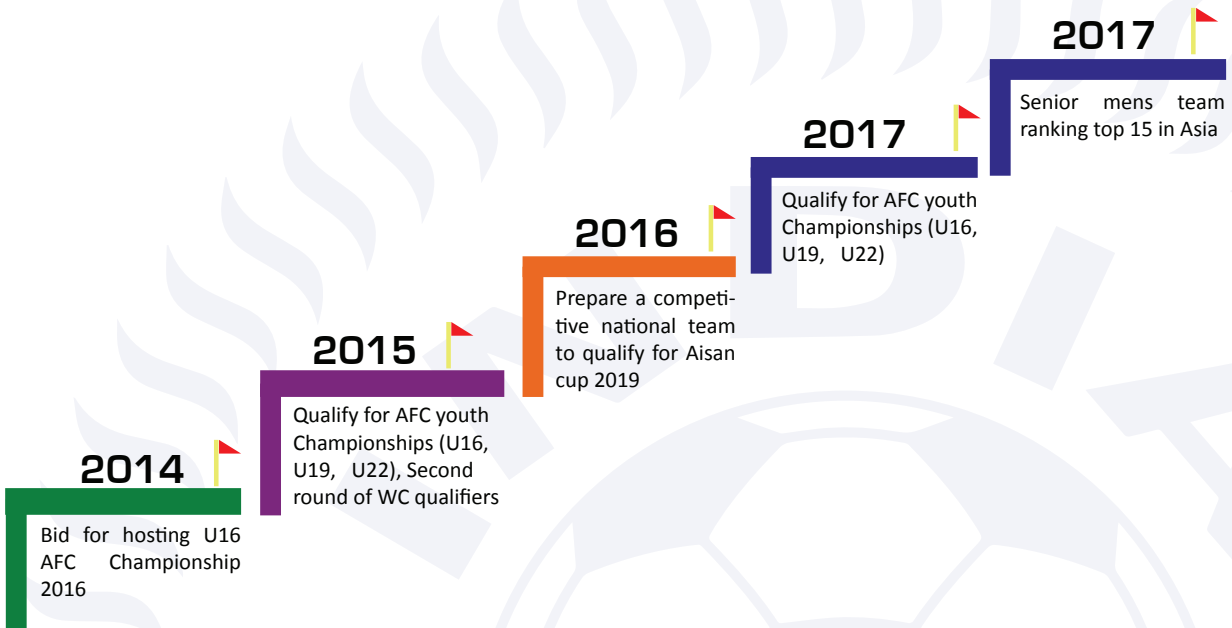 2014
Bid for hosting U16
AFC Championship
2016
2015
Qualify for AFC youth
Championships (U16,
U19, U22), Second
round of WC qualifiers
2016
Prepare a competi-
tive national team
to qualify for Aisan
cup 2019
2017
Qualify for AFC youth
Championships (U16,
U19, U22)
2017
Senior mens team
ranking top 15 in Asia
INDIA